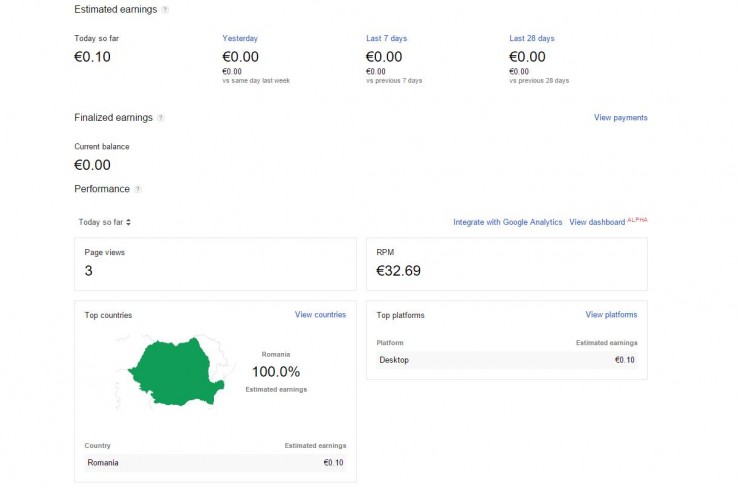 Estimated earnings ?
Today so far
Yesterday
Last 7 days
Last 28 days
€0.10
€0.00
€0.00
€0.00
€0.00
€0.00
€0.00
vs same day last week
vs previous 7 days
vs previous 28 days
Finalized earnings ?
View payments
Current balance
€0.00
Performance ?
Today so far
Integrate with Google Analytics
View dashboard ALPHA
Page views
3
RPM
€32.69
Top countries
View countries
Romania
100.0%
Estimated earnings
Country
Estimated earnings
Romania
€0.10
Top platforms
View platforms
Platform
Estimated earnings
Desktop
€0.10